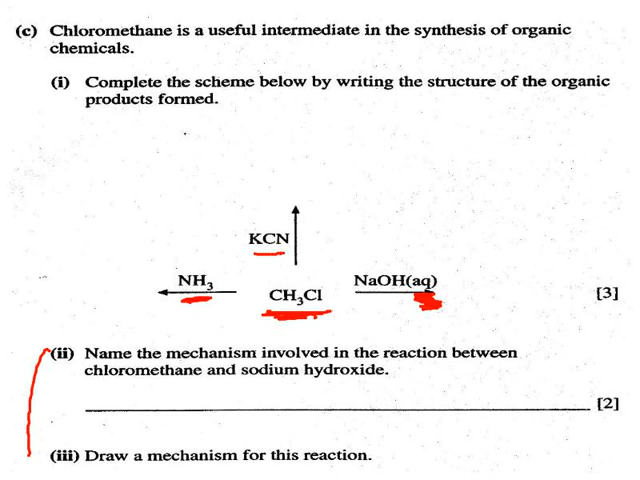 (c) Chloromethane is a useful intermediate in the synthesis of organic
chemicals.
(i) Complete the scheme below by writing the structure of the organic
products formed.
KCN
NH₃
CH₃Cl
NaOH(aq)
[3]
(ii) Name the mechanism involved in the reaction between
chloromethane and sodium hydroxide.
[2]
(iii) Draw a mechanism for this reaction.